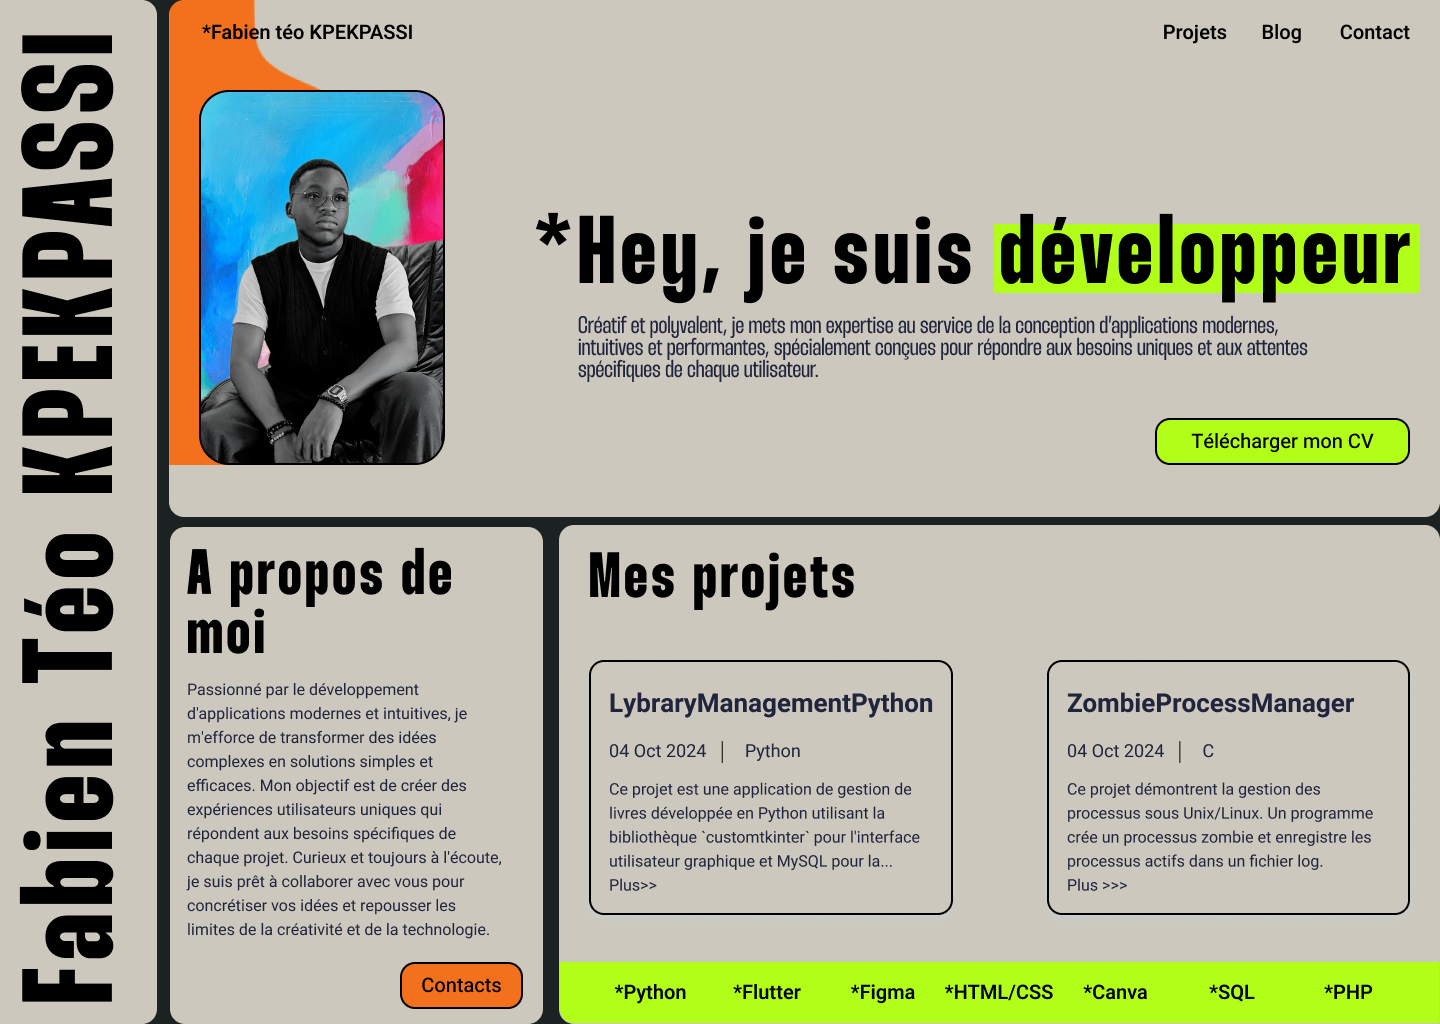 Fabien Téo KPEKPASSI
*Fabien téo KPEKPASSI
Projets Blog Contact
*Hey, je suis développeur
Créatif et polyvalent, je mets mon expertise au service de la conception d'applications modernes,
intuitives et performantes, spécialement conçues pour répondre aux besoins uniques et aux attentes
spécifiques de chaque utilisateur.
Télécharger mon CV
A propos de
moi
Passionné par le développement
d'applications modernes et intuitives, je
m'efforce de transformer des idées
complexes en solutions simples et
efficaces. Mon objectif est de créer des
expériences utilisateurs uniques qui
répondent aux besoins spécifiques de
chaque projet. Curieux et toujours à l'écoute,
je suis prêt à collaborer avec vous pour
concrétiser vos idées et repousser les
limites de la créativité et de la technologie.
Contacts
Mes projets
LybraryManagementPython
04 Oct 2024 | Python
Ce projet est une application de gestion de
livres développée en Python utilisant la
bibliothèque `customtkinter` pour l'interface
utilisateur graphique et MySQL pour la...
Plus>>
ZombieProcessManager
04 Oct 2024 | C
Ce projet démontrent la gestion des
processus sous Unix/Linux. Un programme
crée un processus zombie et enregistre les
processus actifs dans un fichier log.
Plus >>>
*Python *Flutter *Figma *HTML/CSS *Canva *SQL *PHP